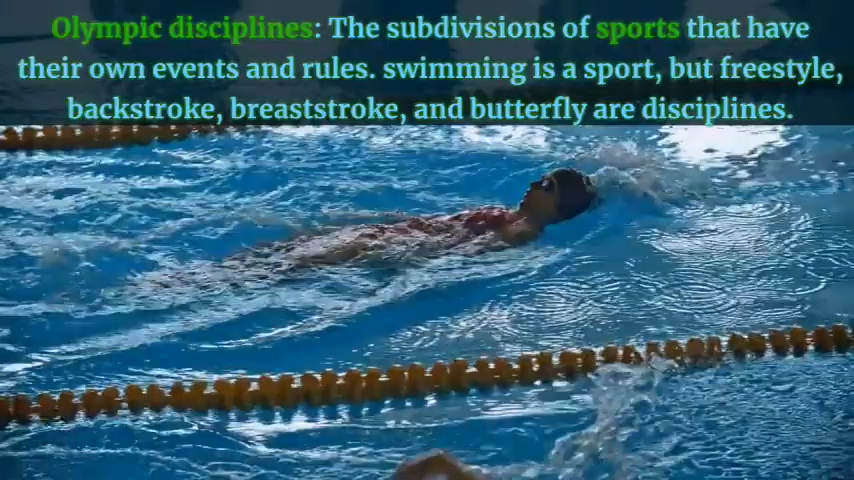 Olympic disciplines: The subdivisions of sports that have
their own events and rules. swimming is a sport, but freestyle,
backstroke, breaststroke, and butterfly are disciplines.